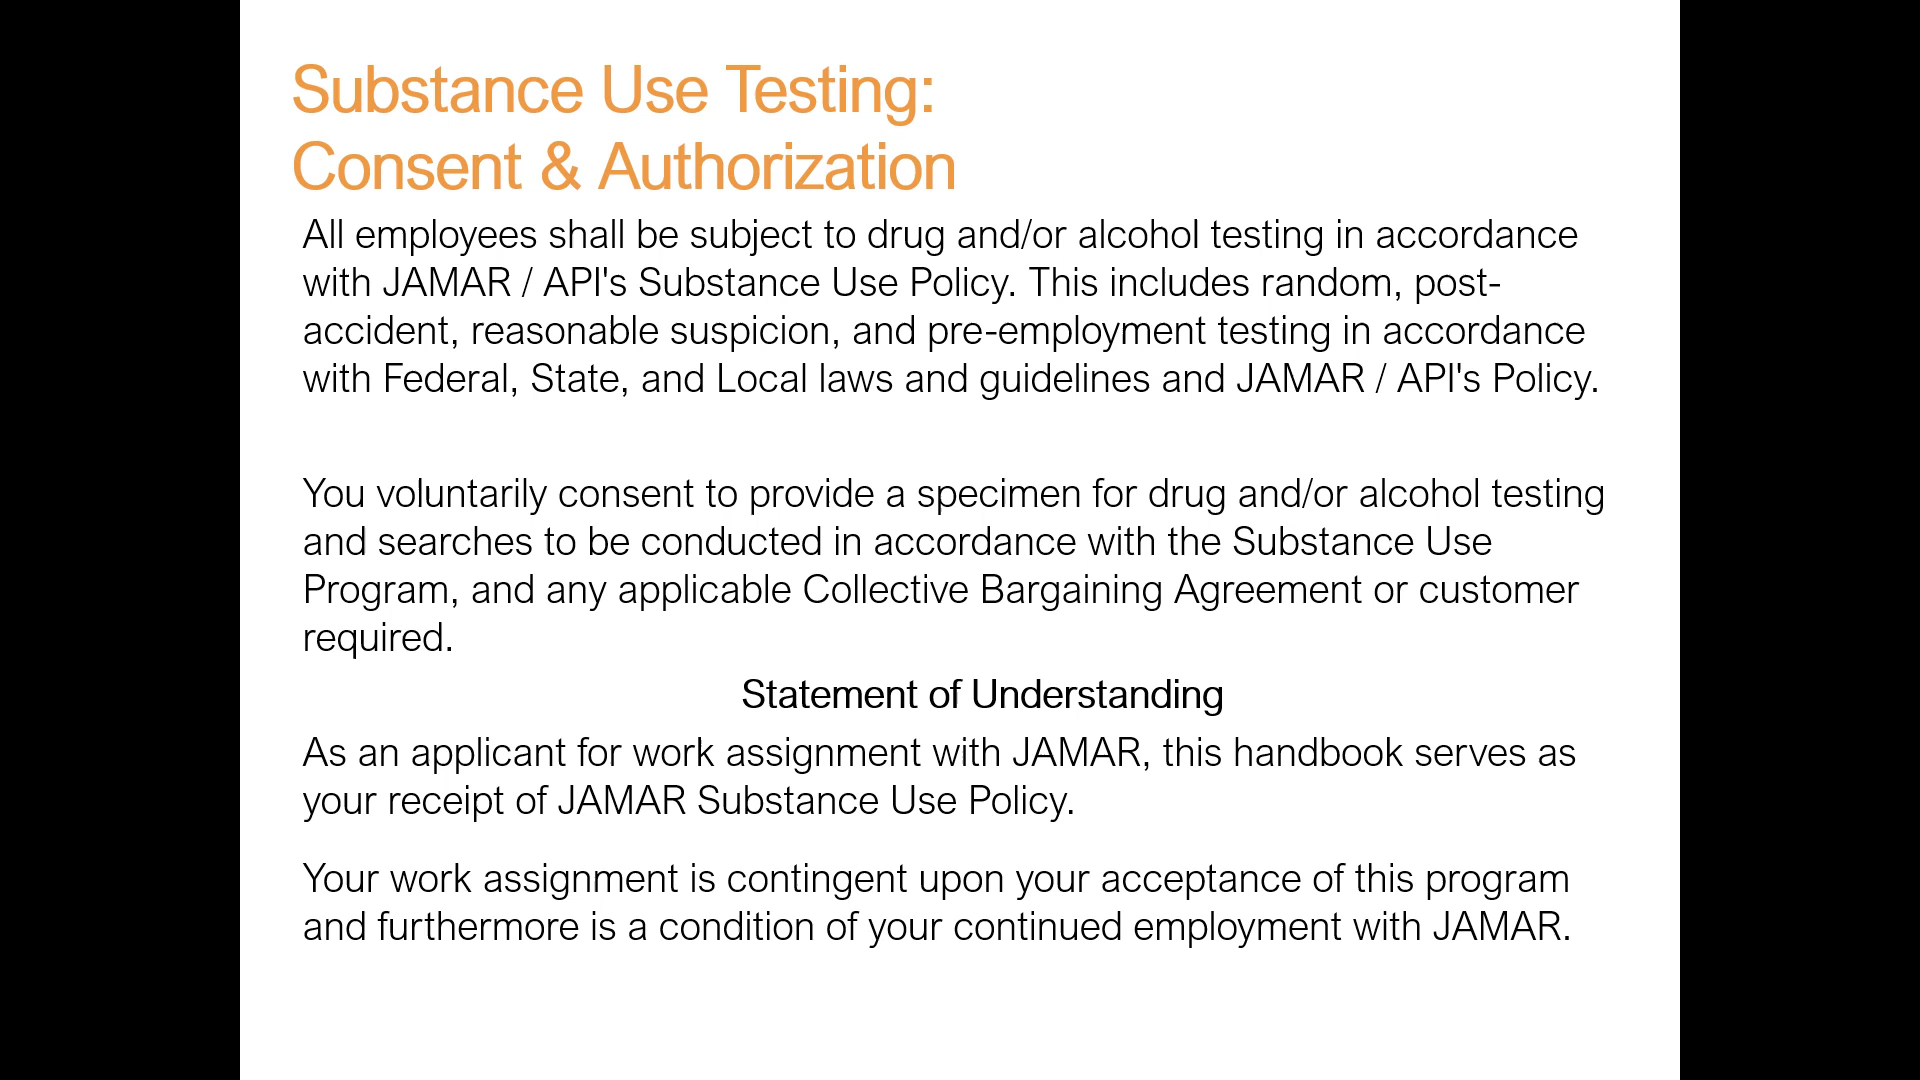 Substance Use Testing:
Consent & Authorization
All employees shall be subject to drug and/or alcohol testing in accordance
with JAMAR / API's Substance Use Policy. This includes random, post-
accident, reasonable suspicion, and pre-employment testing in accordance
with Federal, State, and Local laws and guidelines and JAMAR / API's Policy.
You voluntarily consent to provide a specimen for drug and/or alcohol testing
and searches to be conducted in accordance with the Substance Use
Program, and any applicable Collective Bargaining Agreement or customer
required.
Statement of Understanding
As an applicant for work assignment with JAMAR, this handbook serves as
your receipt of JAMAR Substance Use Policy.
Your work assignment is contingent upon your acceptance of this program
and furthermore is a condition of your continued employment with JAMAR.